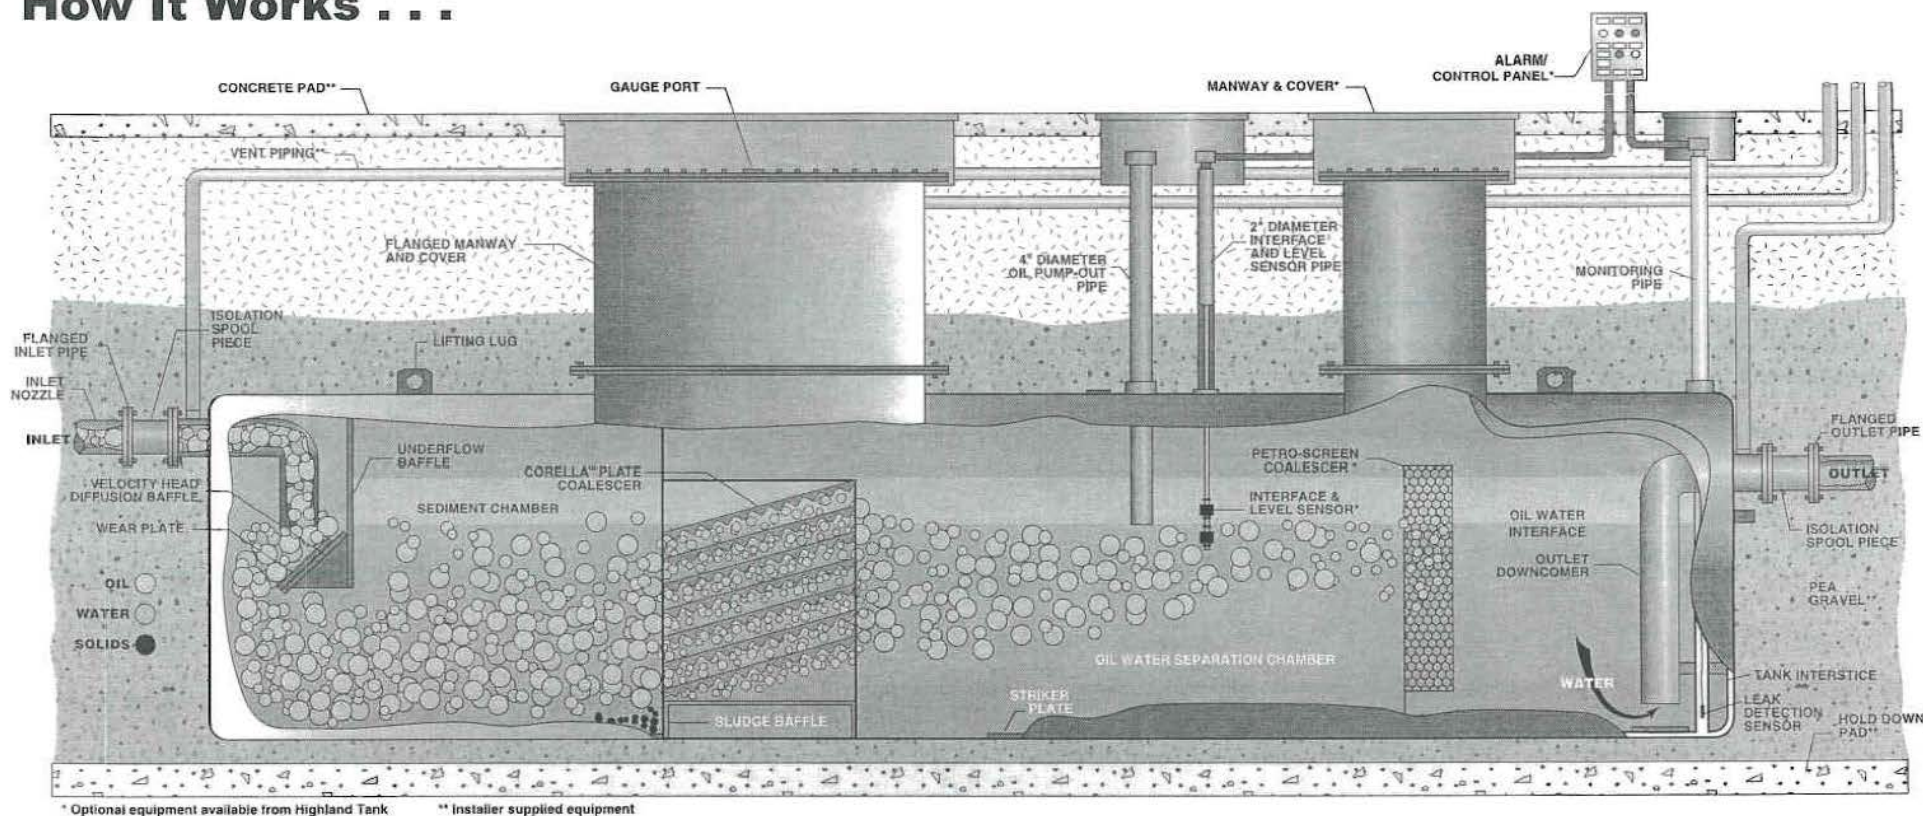 How It Works . . .
ALARM/
CONTROL PANEL*
CONCRETE PAD**
GAUGE PORT
MANWAY & COVER*
VENT PIPING**
FLANGED MANWAY
AND COVER
4" DIAMETER
OIL PUMP-OUT
PIPE
2" DIAMETER
INTERFACE
AND LEVEL
SENSOR PIPE
MONITORING
PIPE
ISOLATION
SPOOL
PIECE
FLANGED
INLET PIPE
LIFTING LUG
INLET
NOZZLE
INLET
UNDERFLOW
BAFFLE
CORELLA™ PLATE
COALESCER
PETRO-SCREEN
COALESCER *
FLANGED
OUTLET PIPE
OUTLET
VELOCITY HEAD
DIFFUSION BAFFLE
SEDIMENT CHAMBER
INTERFACE &
LEVEL SENSOR*
WEAR PLATE
OIL WATER
INTERFACE
ISOLATION
SPOOL PIECE
OUTLET
DOWNCOMER
OIL
WATER
SOLIDS
PEA
GRAVEL**
OIL WATER SEPARATION CHAMBER
WATER
TANK INTERSTICE
STRIKER
PLATE
SLUDGE BAFFLE
LEAK
DETECTION
SENSOR
HOLD DOWN
PAD**
* Optional equipment available from Highland Tank
** Installer supplied equipment